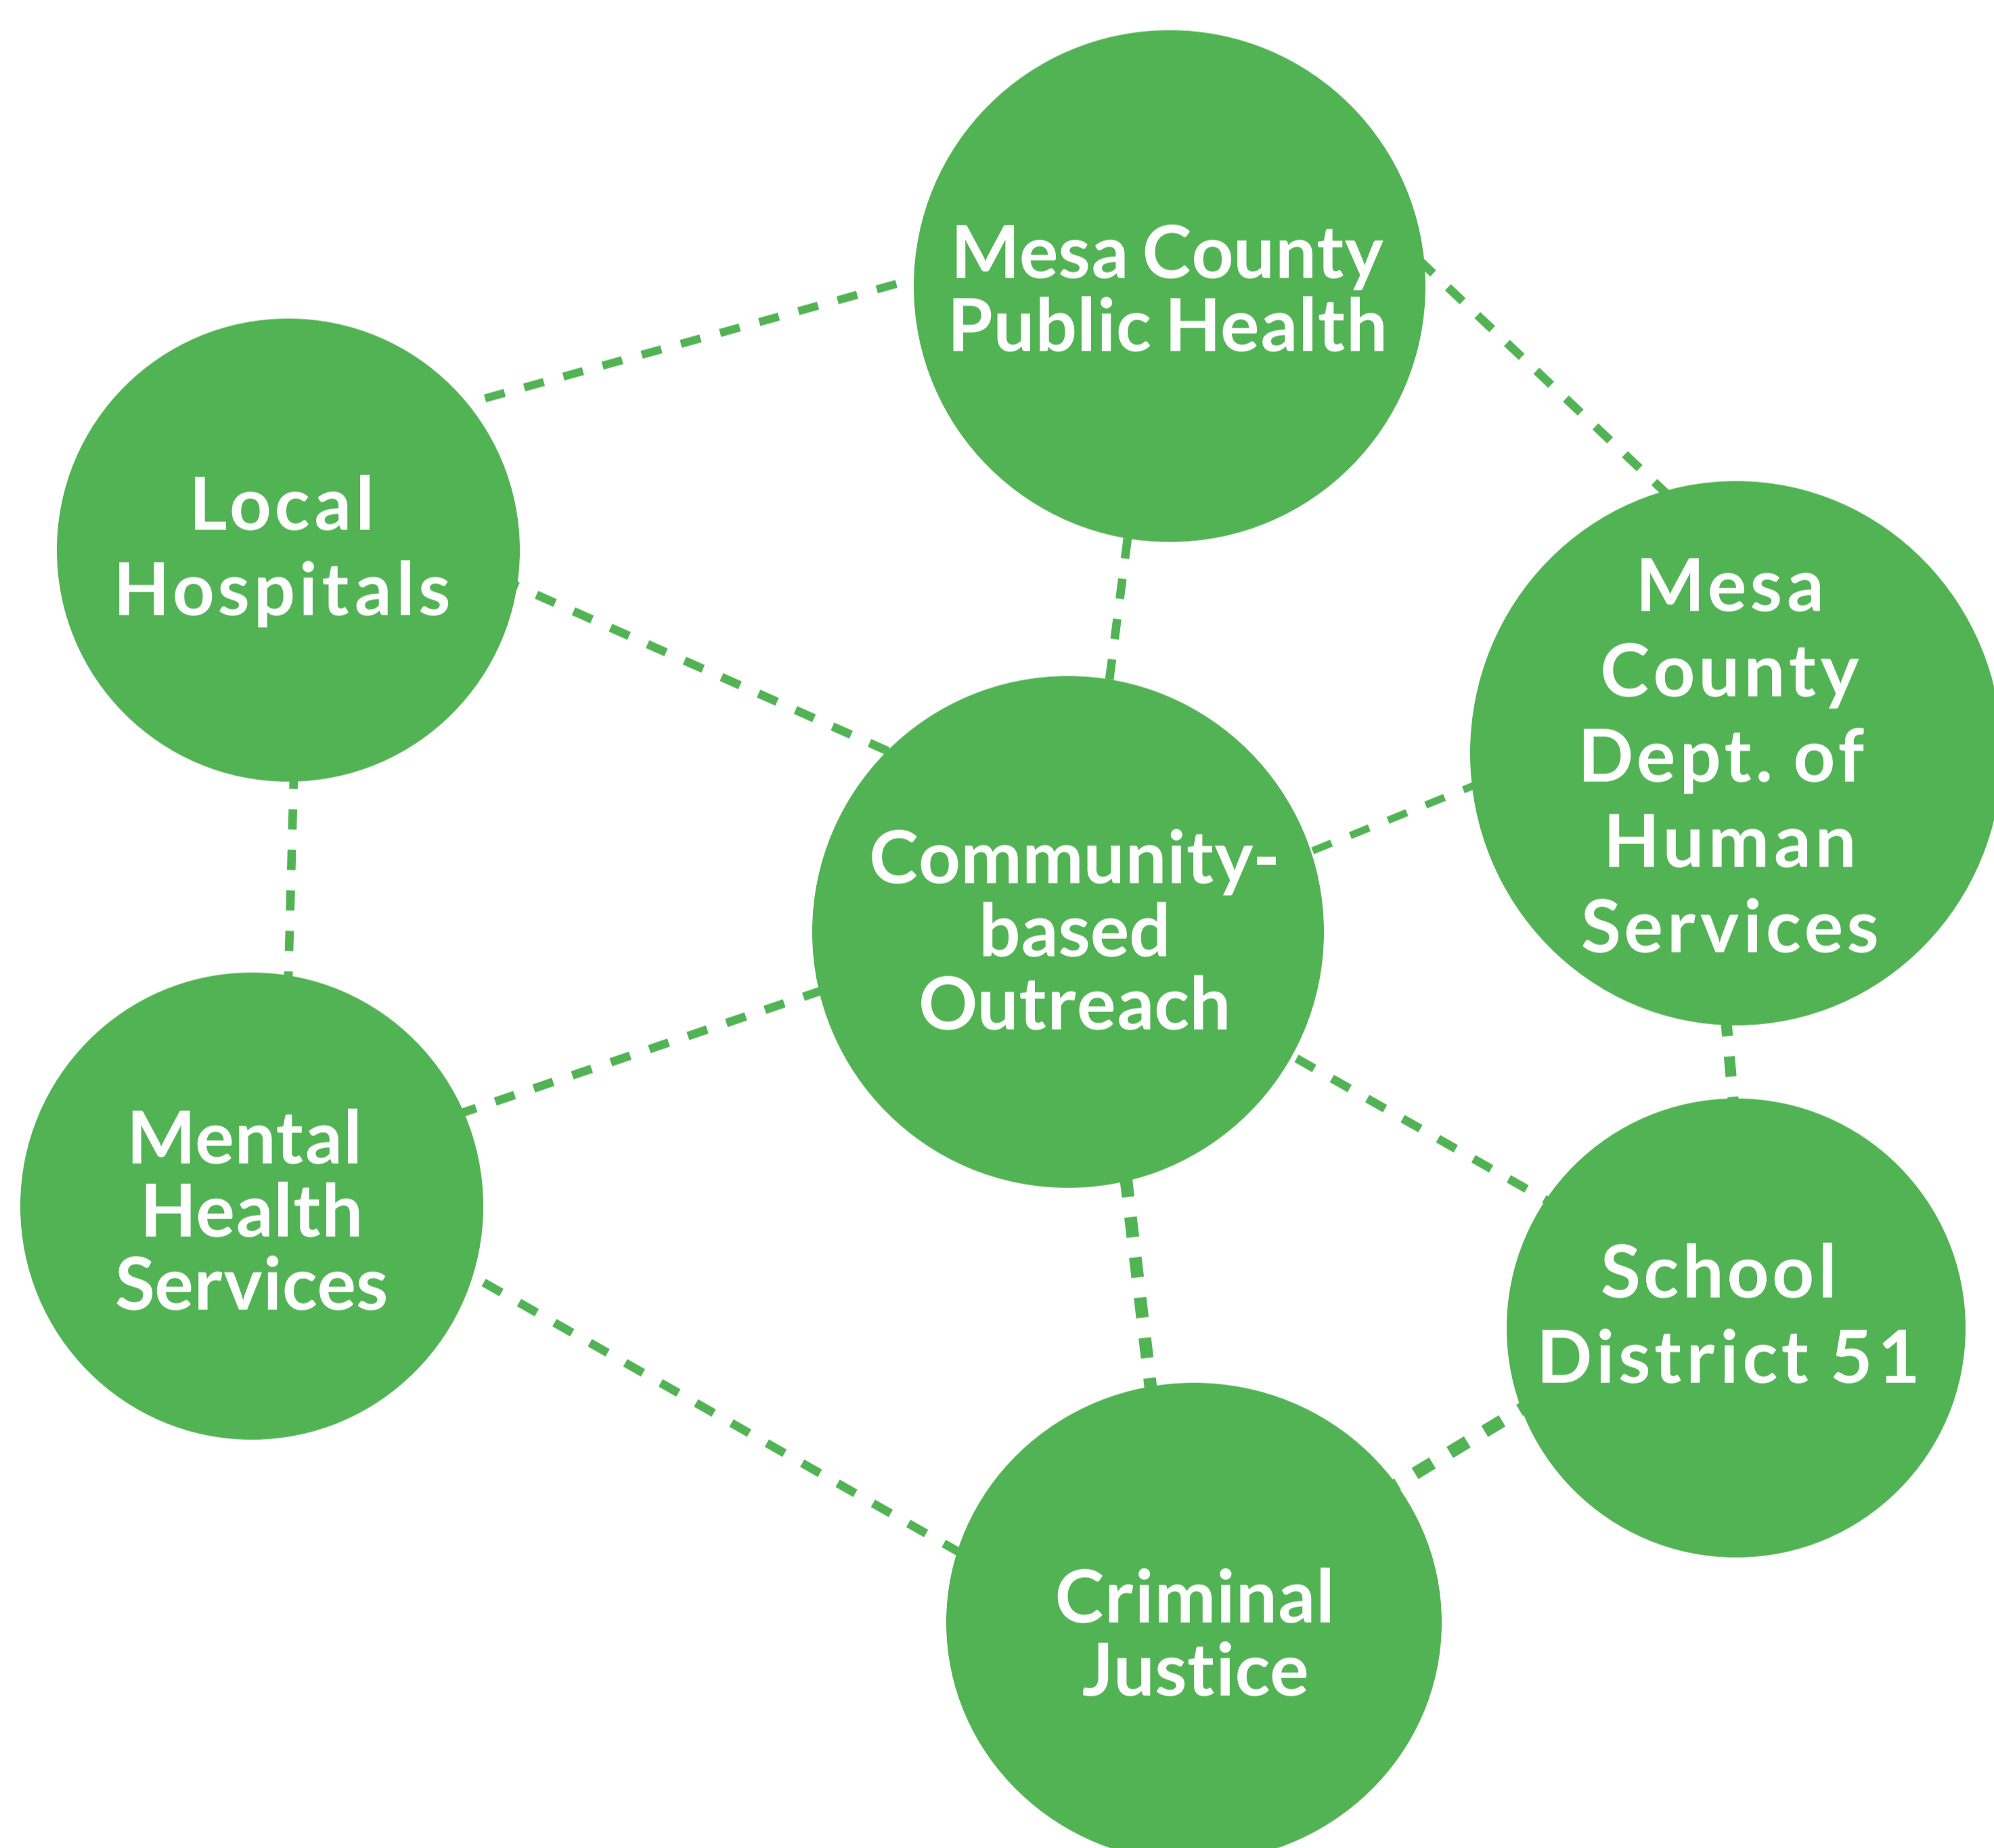 Mesa County
Public Health
Local
Hospitals
Mesa
County
Dept. of
Human
Services
Community-
based
Outreach
Mental
Health
Services
School
District 51
Criminal
Justice